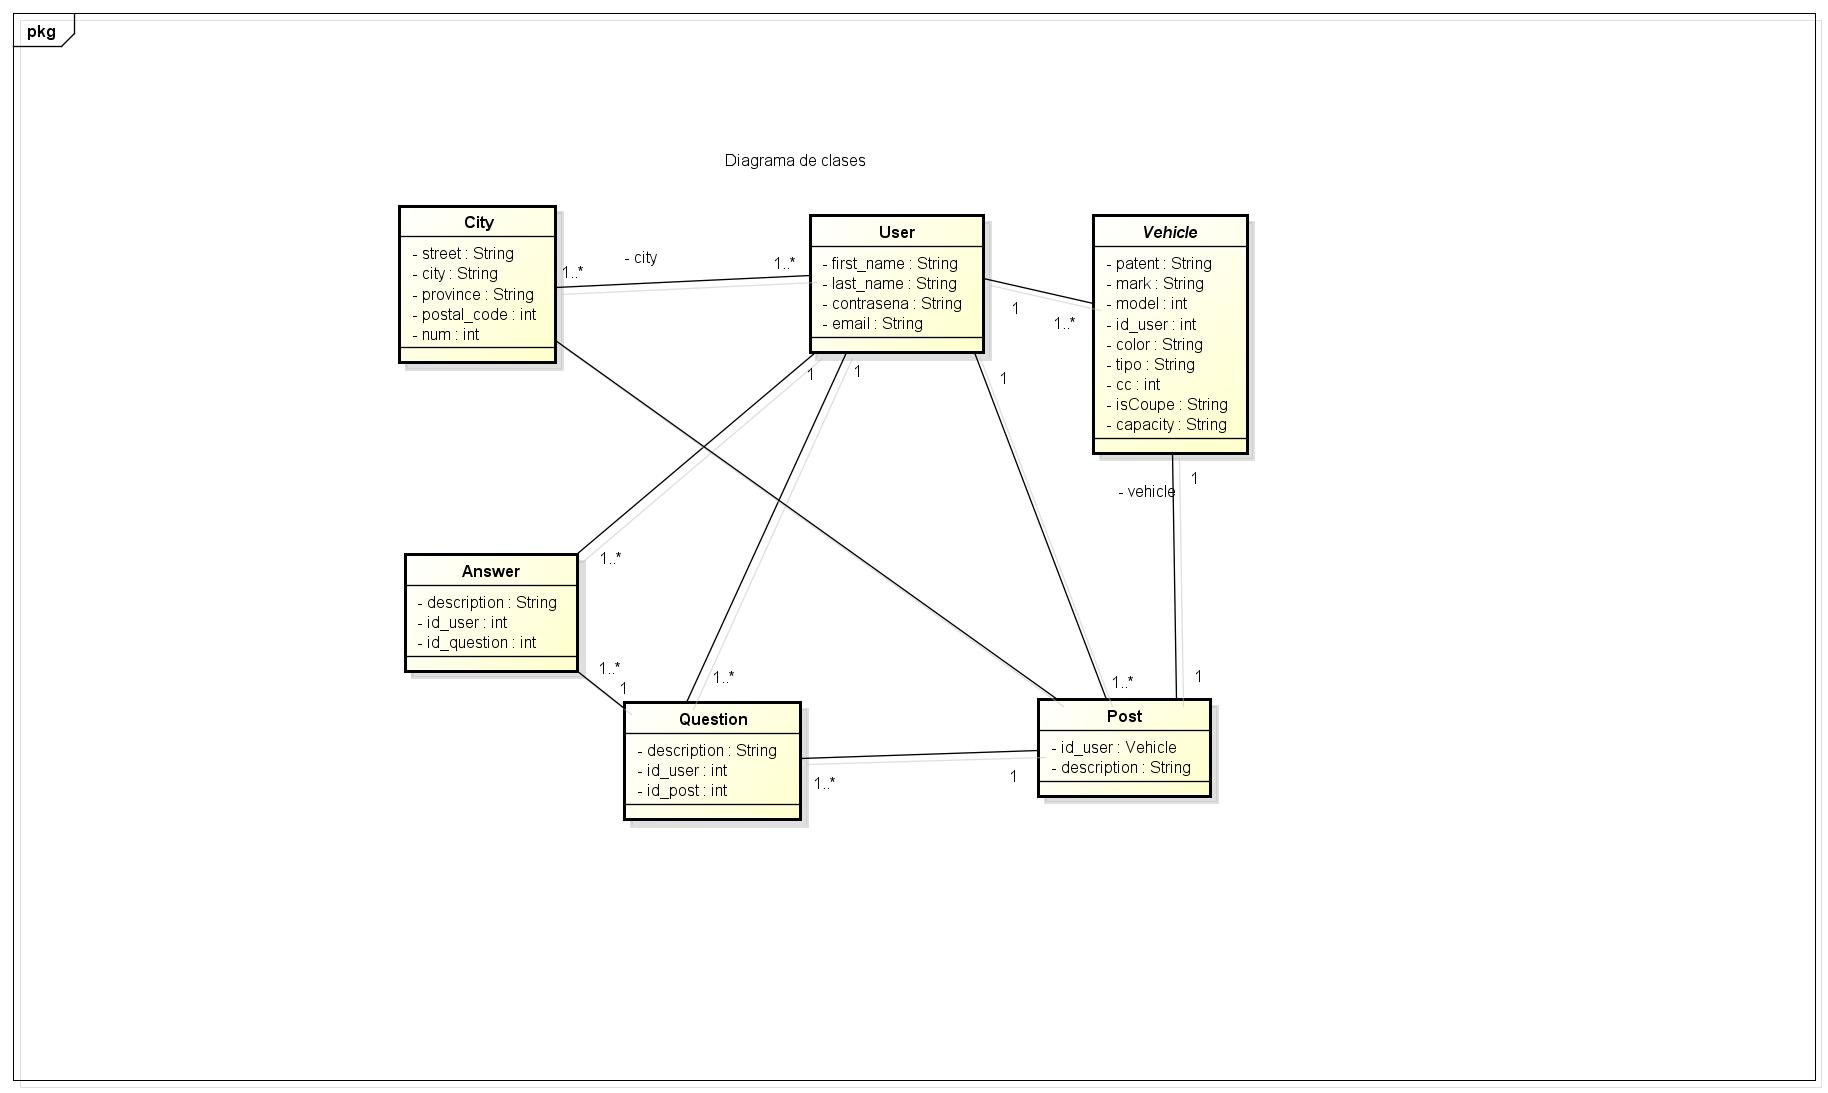 pkg
Diagrama de clases
City
- street : String
- city : String
- province : String
- postal_code : int
- num : int
1..*
- city
1..*
User
- first_name : String
- last_name : String
- contrasena : String
- email : String
1
1..*
Vehicle
- patent : String
- mark : String
- model : int
- id_user : int
- color : String
- tipo : String
- cc : int
- isCoupe : String
- capacity : String
1
1
1
1
- vehicle
1..*
Answer
- description : String
- id_user : int
- id_question : int
1..*
1
1..*
1..*
1
Question
- description : String
- id_user : int
- id_post : int
1..*
1
Post
- id_user : Vehicle
- description : String